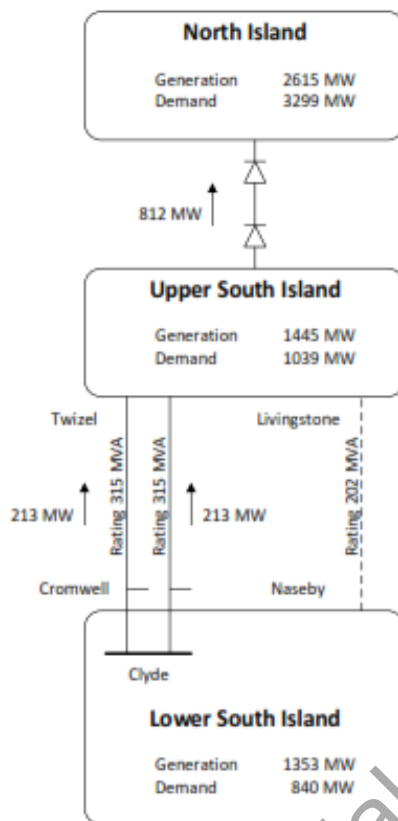 North Island
Generation 2615 MW
Demand 3299 MW
812 MW
Upper South Island
Generation 1445 MW
Demand 1039 MW
Twizel Livingstone
Rating 315 MVA
Rating 315 MVA
Rating 202 MVA
213 MW 213 MW
Cromwell Naseby
Clyde
Lower South Island
Generation 1353 MW
Demand 840 MW